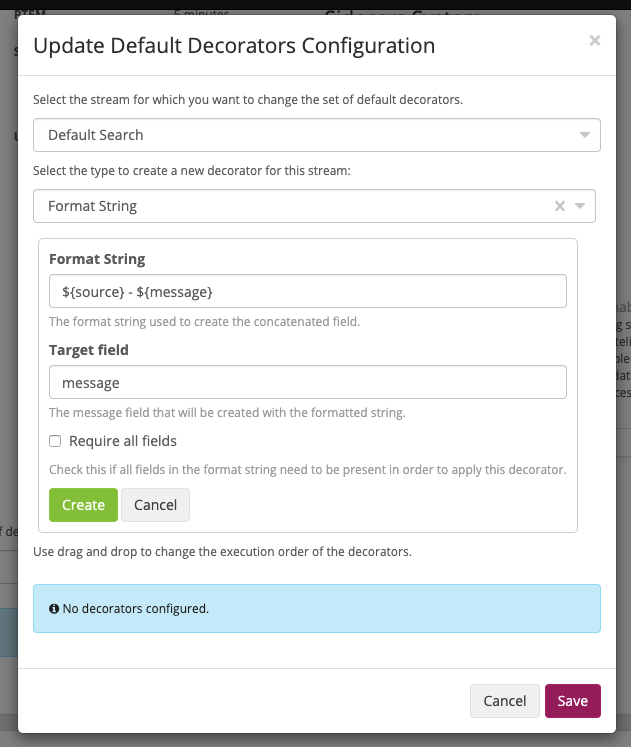 5 minutes
Update Default Decorators Configuration
×
Select the stream for which you want to change the set of default decorators.
Default Search
Select the type to create a new decorator for this stream:
Format String ×
Format String
${source} - ${message}
The format string used to create the concatenated field.
Target field
message
The message field that will be created with the formatted string.
Require all fields
Check this if all fields in the format string need to be present in order to apply this decorator.
Create Cancel
Use drag and drop to change the execution order of the decorators.
No decorators configured.
Cancel Save